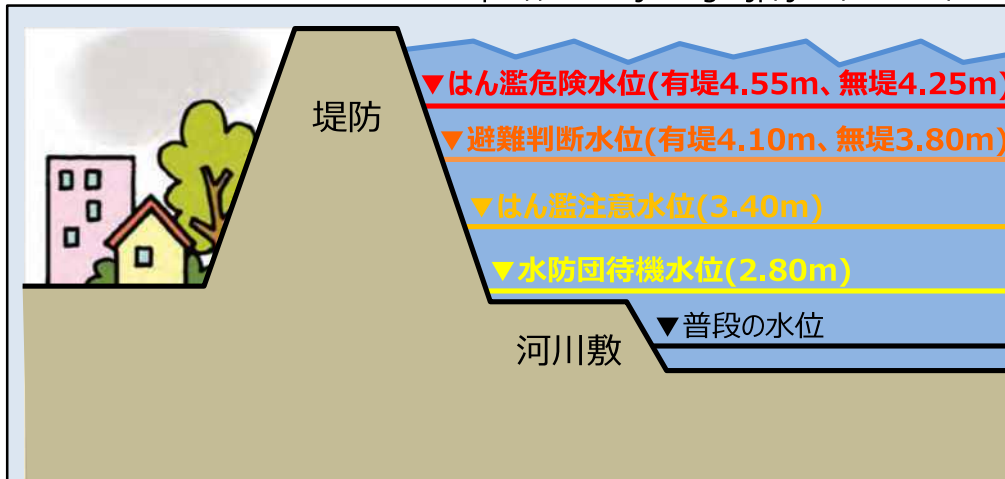 ▼はん濫危険水位(有堤4.55m、無堤4.25m)
堤防
▼避難判断水位(有堤4.10m、無堤3.80m)
▼はん濫注意水位(3.40m)
▼水防団待機水位(2.80m)
▼普段の水位
河川敷